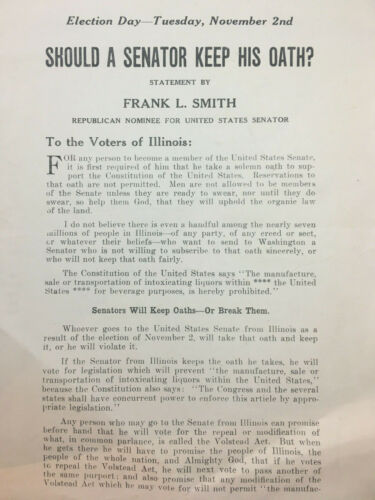 Election Day—Tuesday, November 2nd
SHOULD A SENATOR KEEP HIS OATH?
STATEMENT BY
FRANK L. SMITH
REPUBLICAN NOMINEE FOR UNITED STATES SENATOR
To the Voters of Illinois:
FOR any person to become a member of the United States Senate,
it is first required of him that he take a solemn oath to sup-
port the Constitution of the United States. Reservations to
that oath are not permitted. Men are not allowed to be members
of the Senate unless they are ready to swear, nor until they do
swear, so help them God, that they will uphold the organic law
of the land.
I do not believe there is even a handful among the nearly seven
millions of people in Illinois—of any party, of any creed or sect,
or whatever their beliefs—who want to send to Washington a
Senator who is not willing to subscribe to that oath sincerely, or
who will not keep that oath fairly.
The Constitution of the United States says "The manufacture,
sale or transportation of intoxicating liquors within **** the United
States **** for beverage purposes, is hereby prohibited."
Senators Will Keep Oaths—Or Break Them.
Whoever goes to the United States Senate from Illinois as a
result of the election of November 2, will take that oath and keep
it, or he will violate it.
If the Senator from Illinois keeps the oath he takes, he will
vote for legislation which will prevent "the manufacture, sale or
transportation of intoxicating liquors within the United States,"
because the Constitution also says: "The Congress and the several
states shall have concurrent power to enforce this article by appro-
priate legislation."
Any person who may go to the Senate from Illinois can promise
before hand that he will vote for the repeal or modification of
what, in common parlance, is called the Volstead Act. But when
he gets there he will have to promise the people of Illinois, the
people of the whole nation, and Almighty God, that if he votes
to repeal the Volstead Act, he will next vote to pass another of
the same purport; and also promise that any modification of the
Volstead Act which he may vote for will not permit "the manufac-